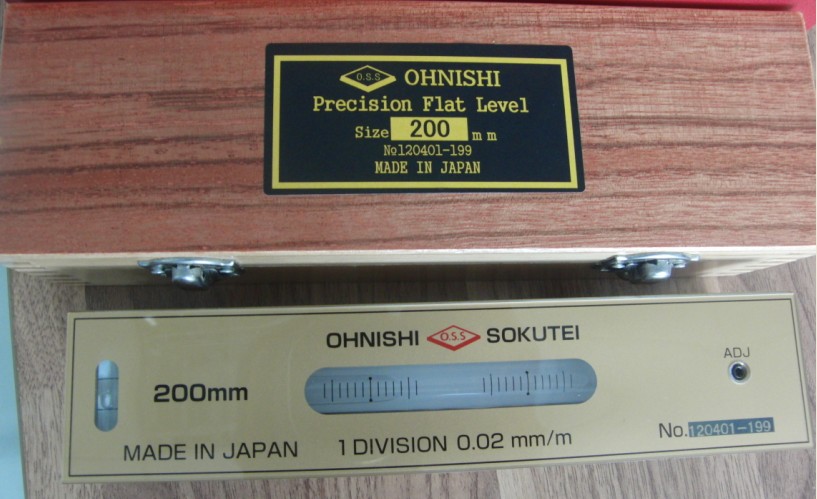 O.S.S OHNISHI
Precision Flat Level
Size 200 mm
№120401-199
MADE IN JAPAN
OHNISHI O.S.S SOKUTEI
ADJ
200mm
No.120401-199
MADE IN JAPAN 1 DIVISION 0.02 mm/m